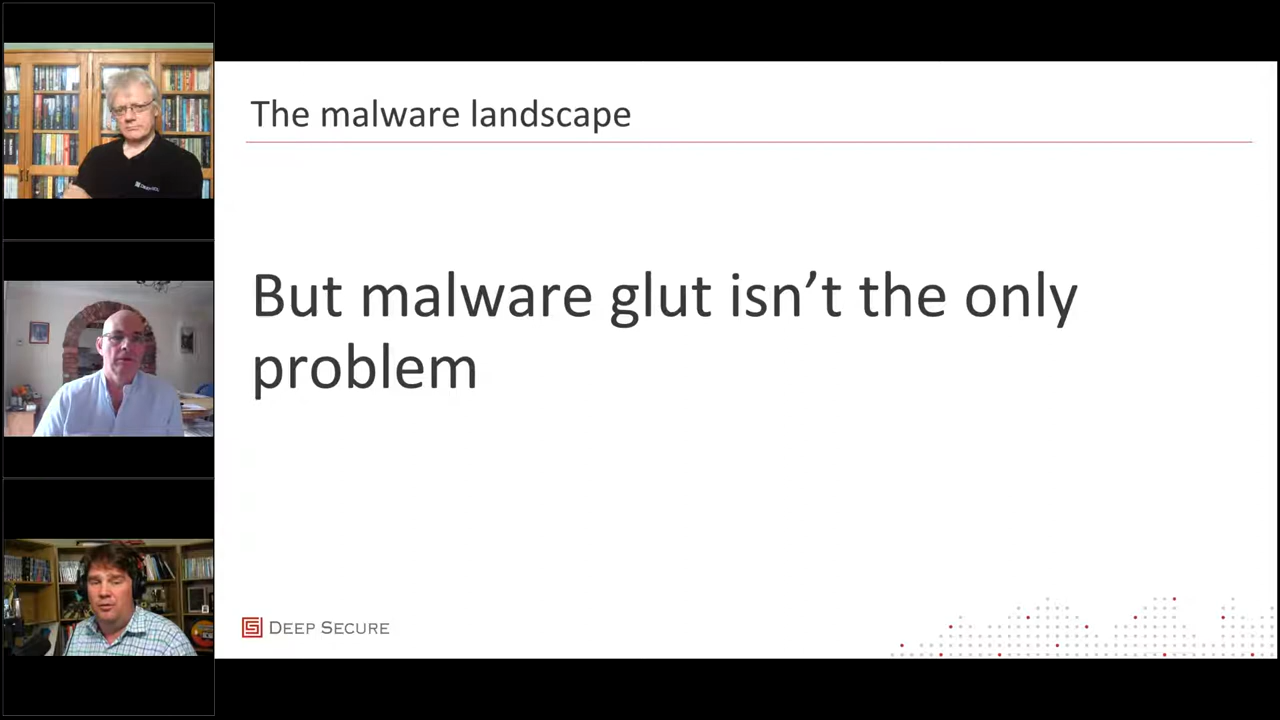 The malware landscape
But malware glut isn’t the only
problem
DEEP SECURE